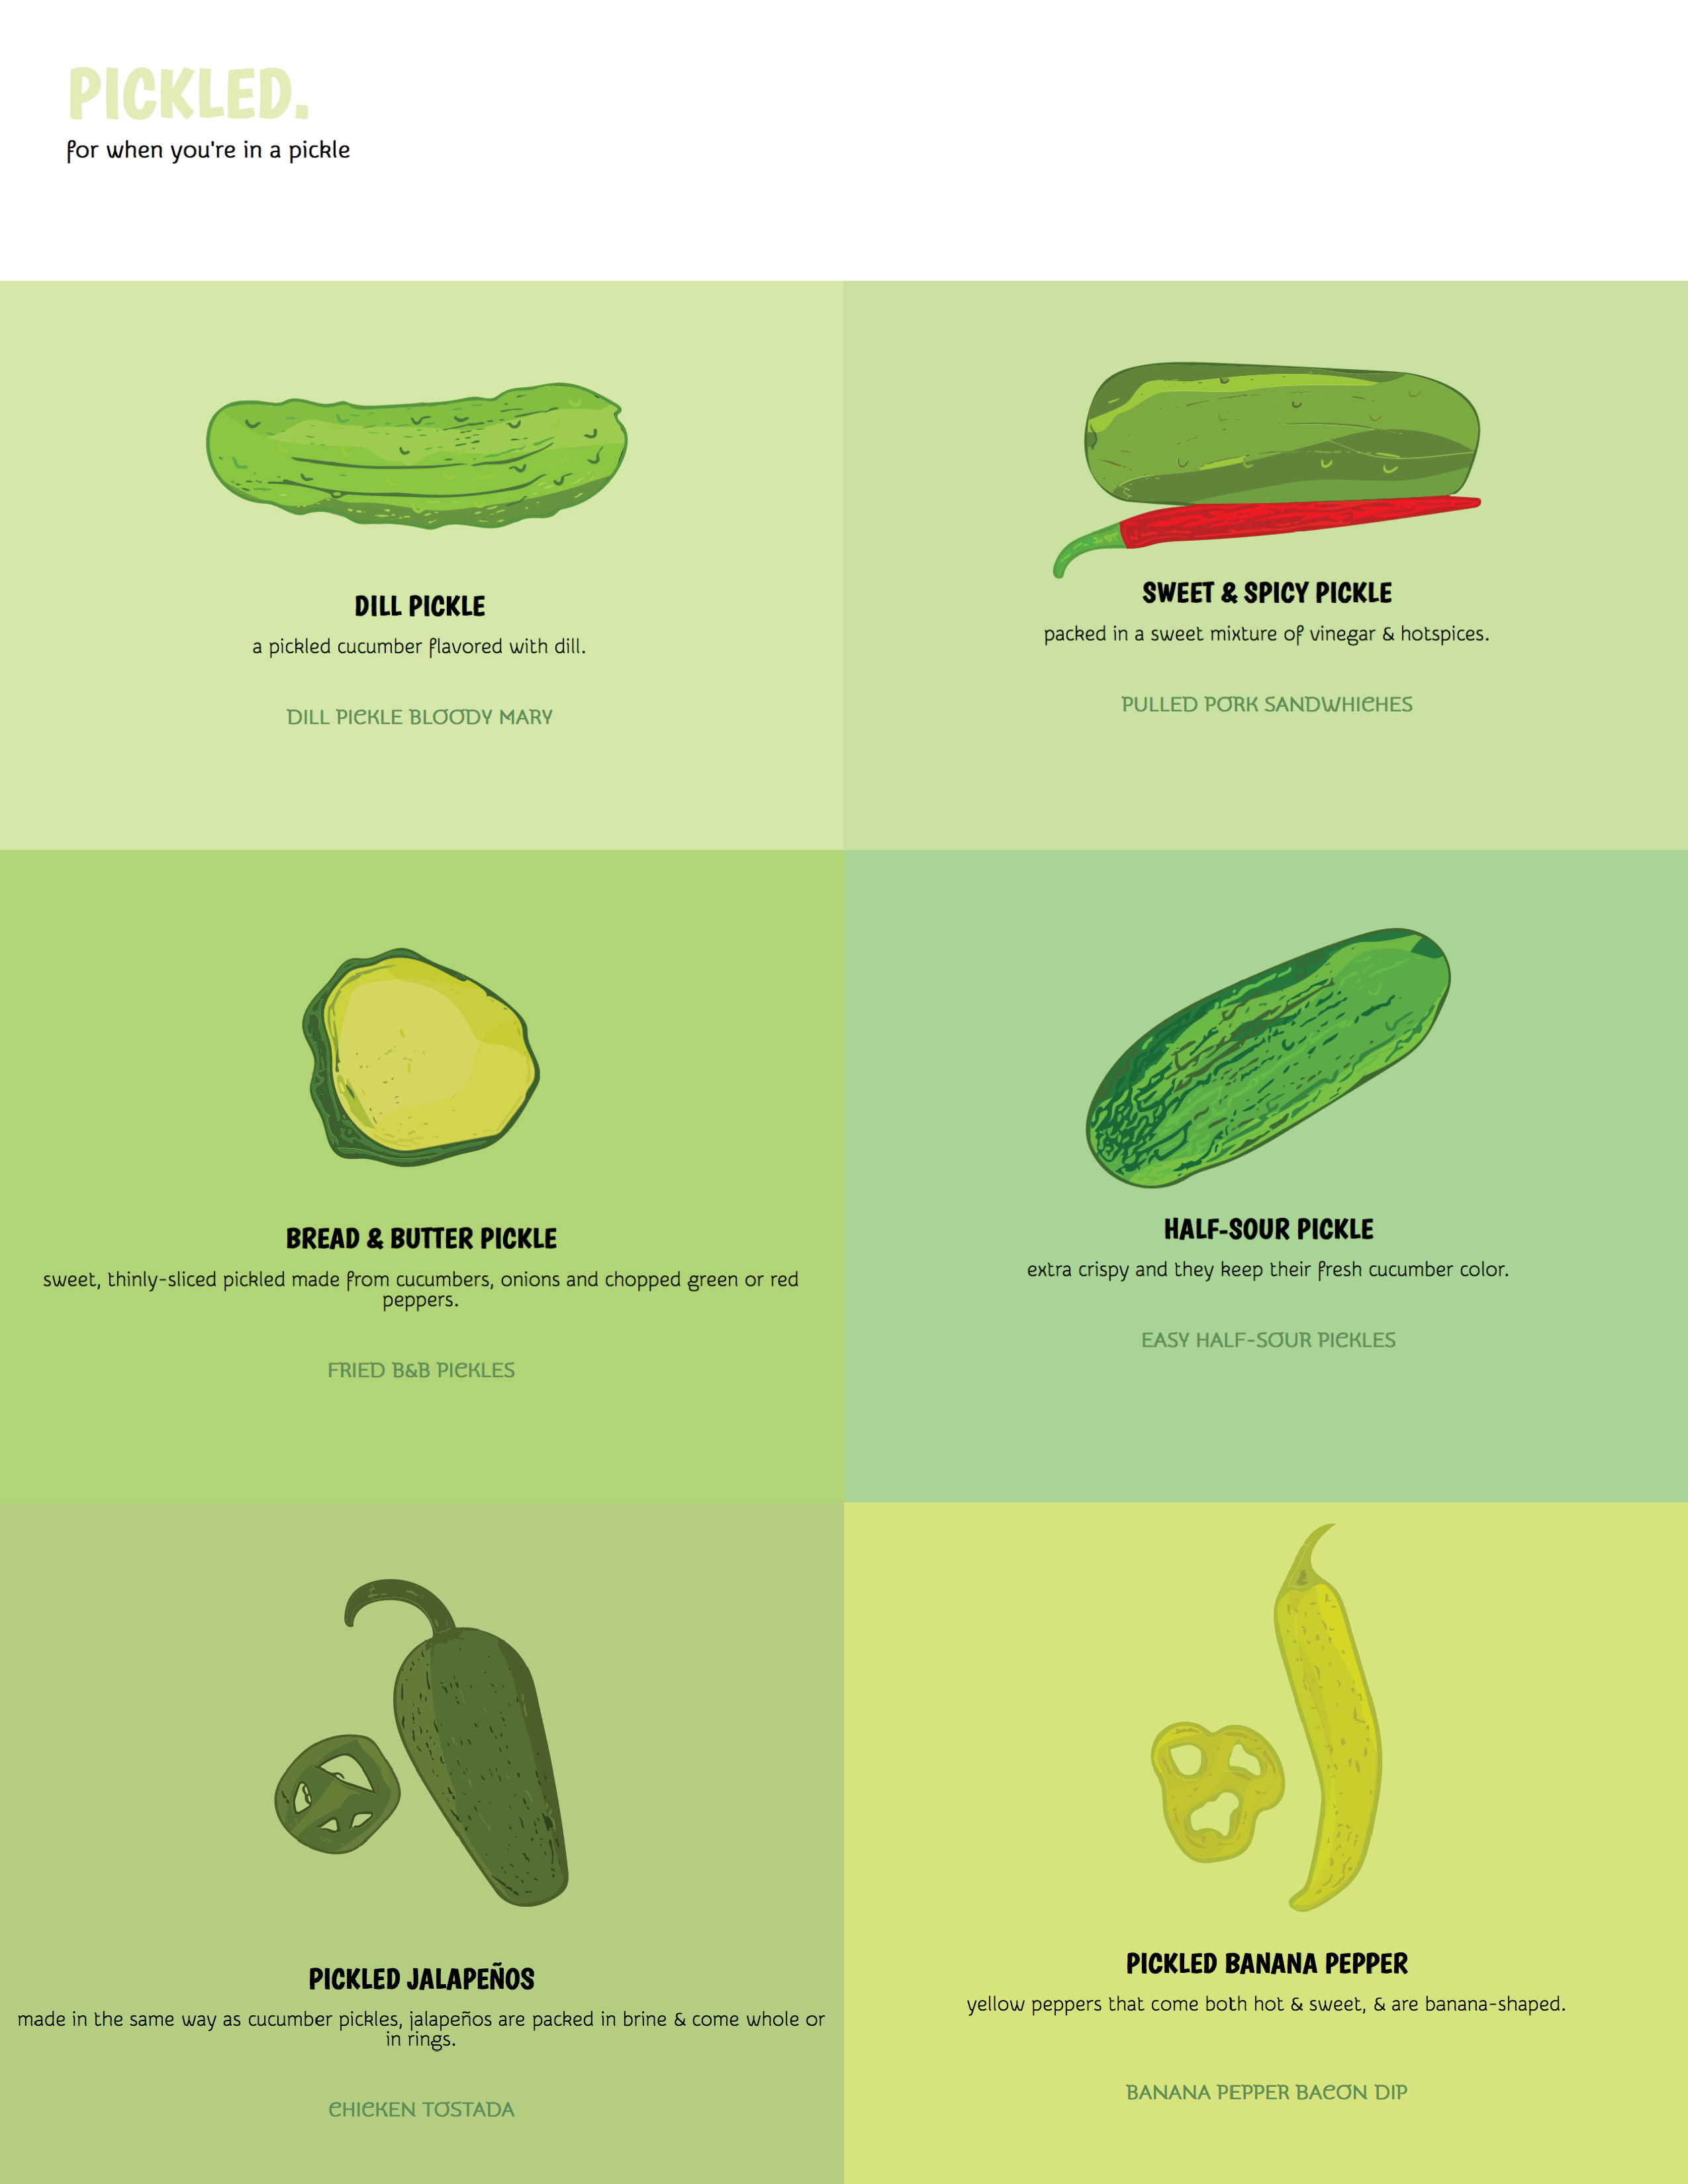 PICKLED.
for when you're in a pickle
DILL PICKLE
a pickled cucumber flavored with dill.
DILL PICKLE BLOODY MARY
SWEET & SPICY PICKLE
packed in a sweet mixture of vinegar & hotspices.
PULLED PORK SANDWHICHES
BREAD & BUTTER PICKLE
sweet, thinly-sliced pickled made from cucumbers, onions and chopped green or red
peppers.
FRIED B&B PICKLES
HALF-SOUR PICKLE
extra crispy and they keep their fresh cucumber color.
EASY HALF-SOUR PICKLES
PICKLED JALAPEÑOS
made in the same way as cucumber pickles, jalapeños are packed in brine & come whole or
in rings.
CHICKEN TOSTADA
PICKLED BANANA PEPPER
yellow peppers that come both hot & sweet, & are banana-shaped.
BANANA PEPPER BACON DIP